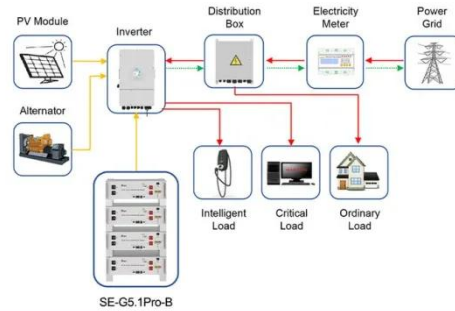 PV Module
Inverter
Distribution
Box
Electricity
Meter
Power
Grid
Alternator
Intelligent
Load
Critical
Load
Ordinary
Load
SE-G5.1Pro-B